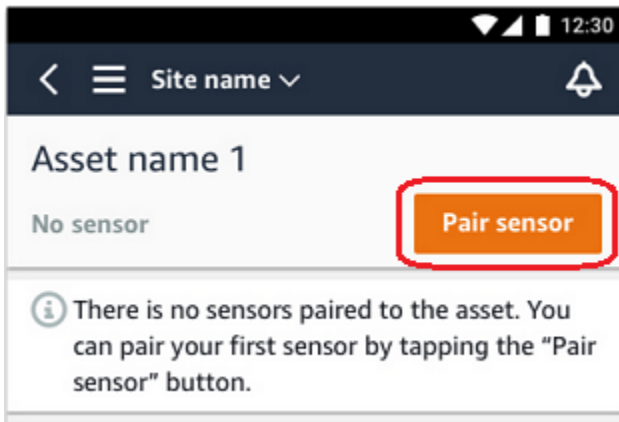 12:30
Site name
Asset name 1
No sensor
Pair sensor
There is no sensors paired to the asset. You
can pair your first sensor by tapping the “Pair
sensor” button.